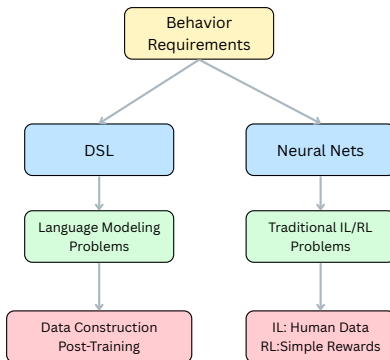 Behavior
Requirements
DSL
Neural Nets
Language Modeling
Problems
Traditional IL/RL
Problems
Data Construction
Post-Training
IL: Human Data
RL:Simple Rewards